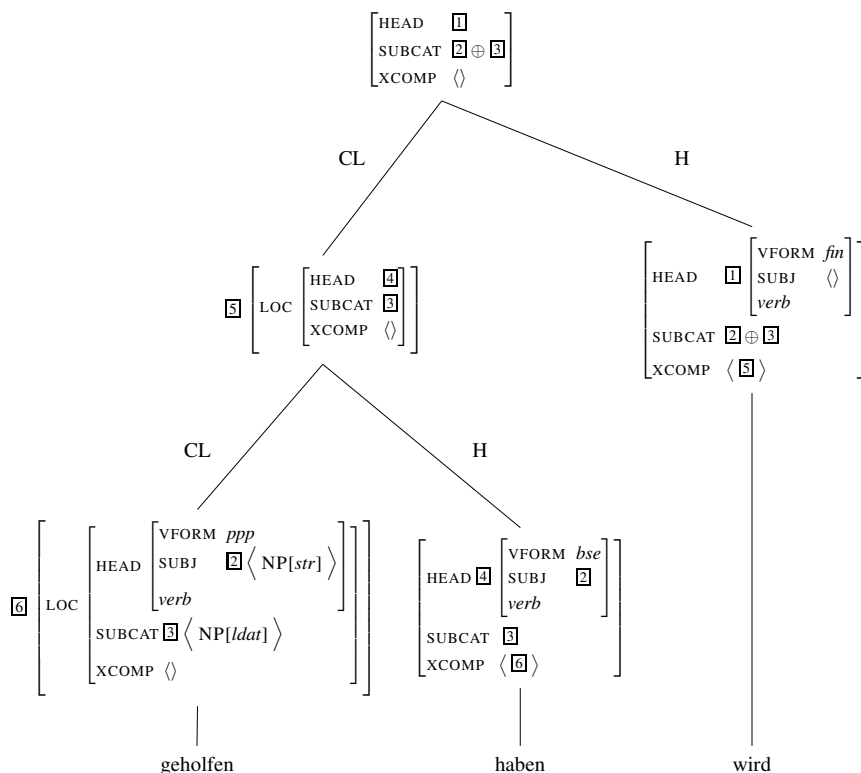 HEAD 1
SUBCAT 2 ⊕ 3
XCOMP ⟨⟩
CL
H
5 LOC HEAD 4
SUBCAT 3
XCOMP ⟨⟩
HEAD 1 VFORM fin
SUBJ ⟨⟩
verb
SUBCAT 2 ⊕ 3
XCOMP ⟨ 5 ⟩
CL
H
6 LOC HEAD VFORM ppp
SUBJ 2 ⟨ NP[str] ⟩
verb
SUBCAT 3 ⟨ NP[ldat] ⟩
XCOMP ⟨⟩
HEAD 4 VFORM bse
SUBJ 2
verb
SUBCAT 3
XCOMP ⟨ 6 ⟩
geholfen
haben
wird